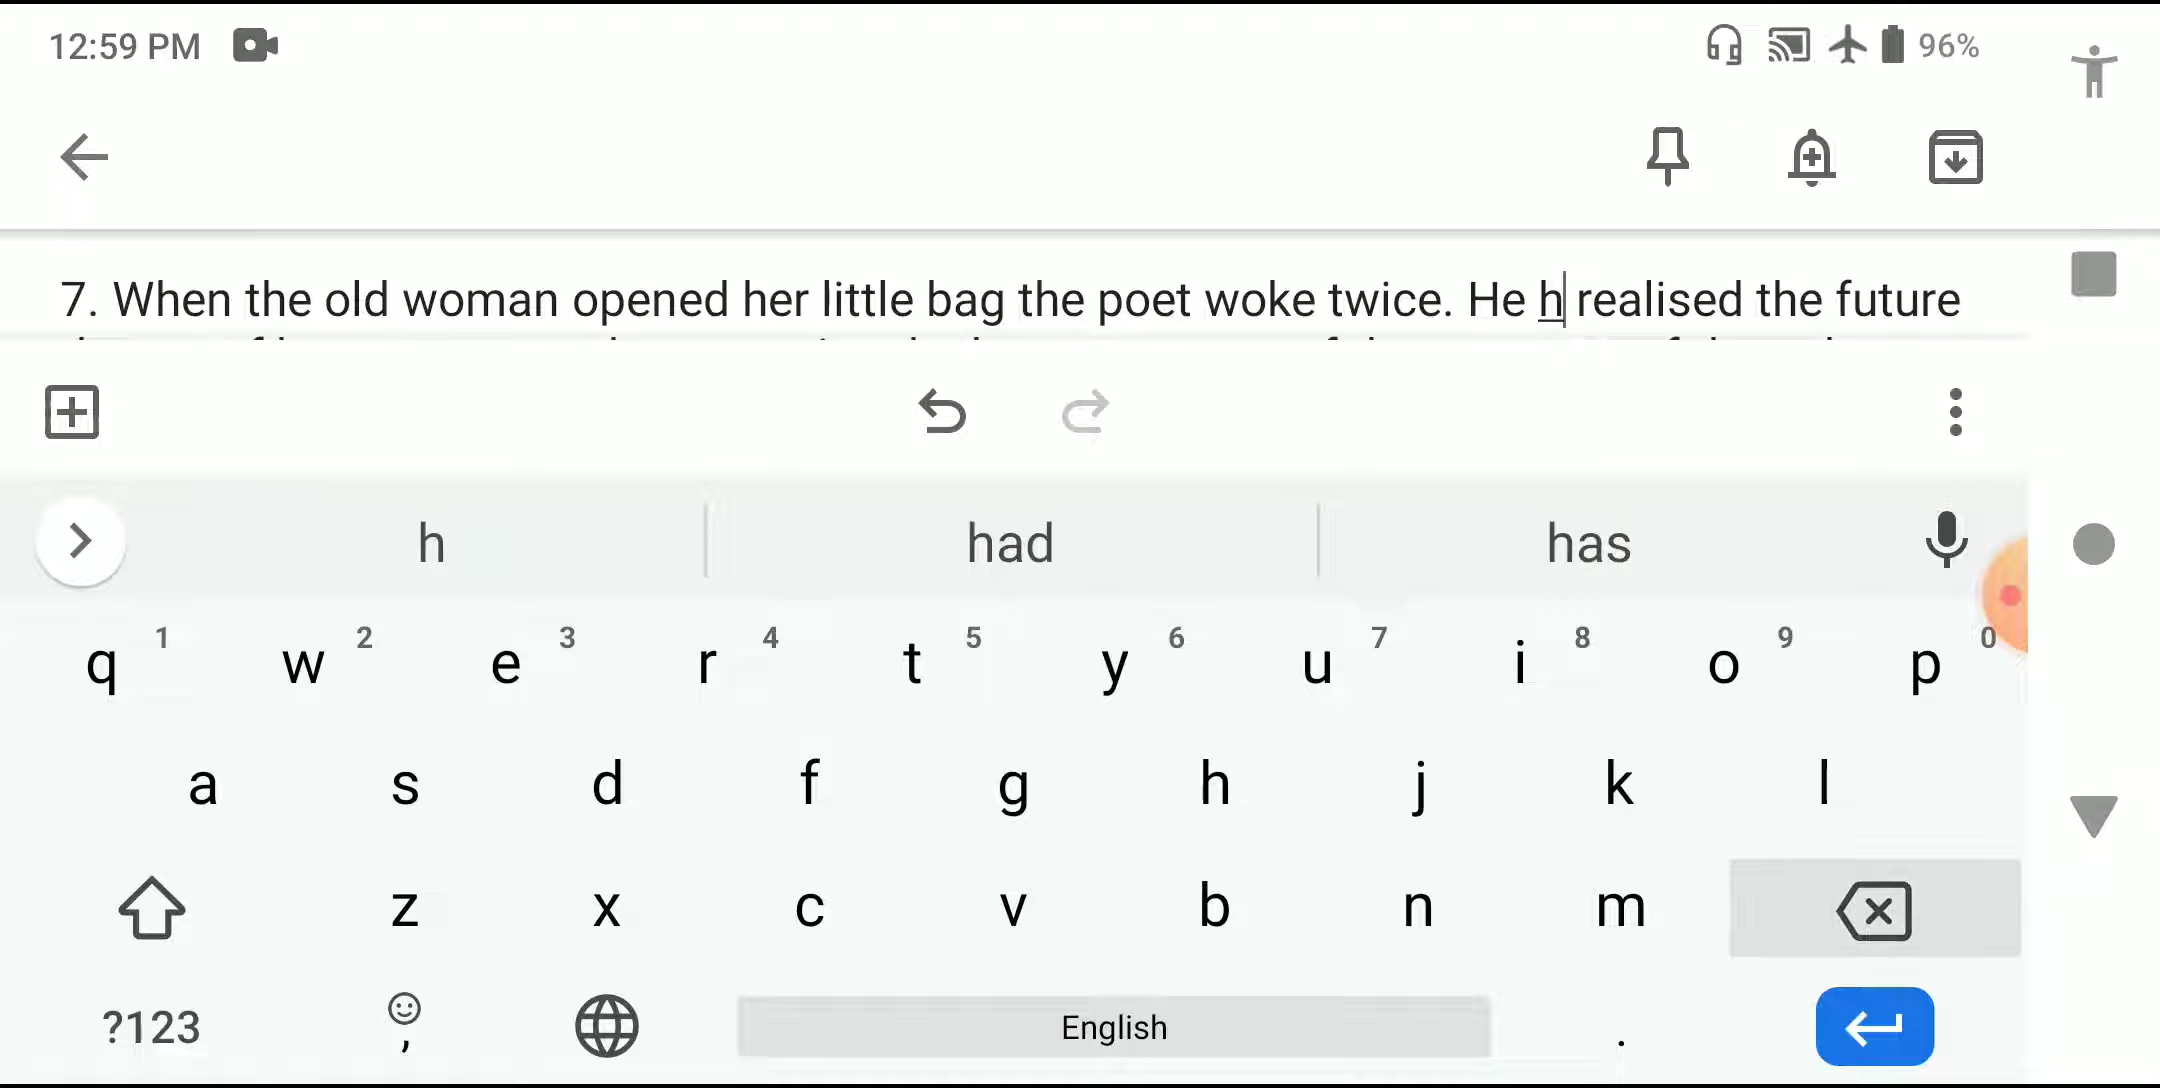 12:59 PM 96%
7. When the old woman opened her little bag the poet woke twice. He h realised the future
h had has
q 1 w 2 e 3 r 4 t 5 y 6 u 7 i 8 o 9 p 0
a s d f g h j k l
z x c v b n m
?123 , English .